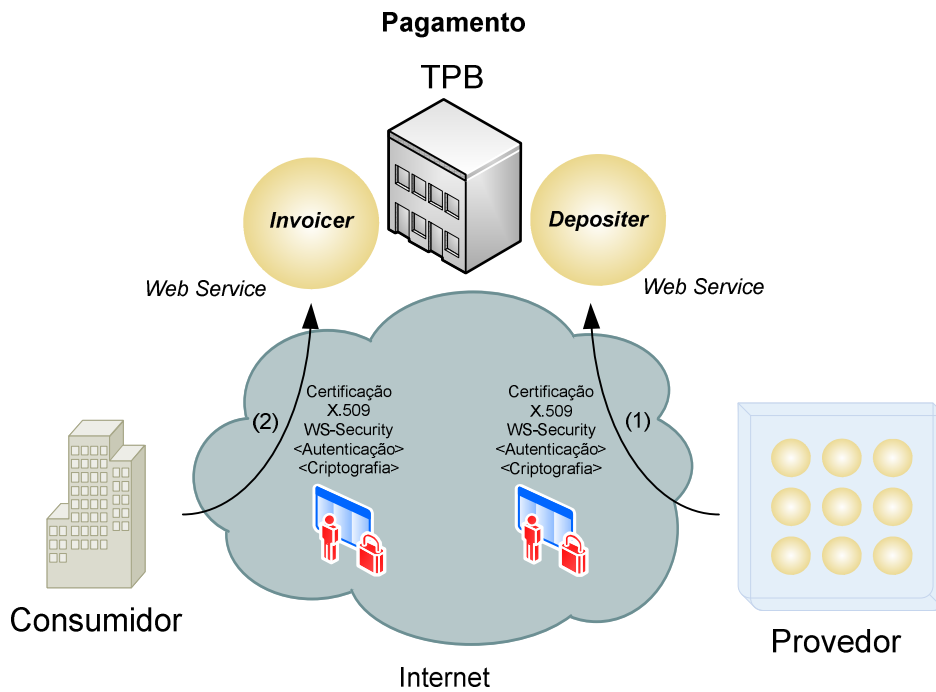 Pagamento
TPB
Invoicer
Depositer
Web Service
Web Service
Certificação
X.509
WS-Security
<Autenticação>
<Criptografia>
Certificação
X.509
WS-Security
<Autenticação>
<Criptografia>
(2)
(1)
Consumidor
Provedor
Internet